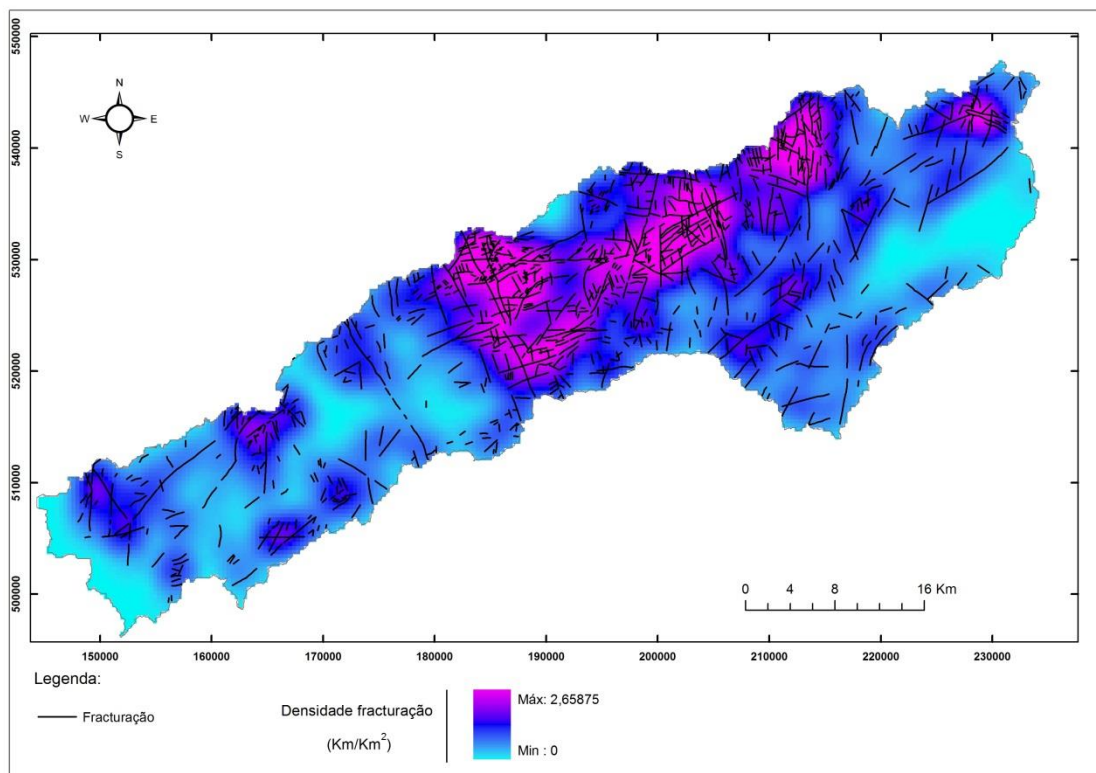 550000
540000
530000
520000
510000
500000
N
W E
S
0 4 8 16 Km
150000 160000 170000 180000 190000 200000 210000 220000 230000
Legenda:
Fracturação
Densidade fracturação
(Km/Km²)
Máx: 2,65875
Min : 0